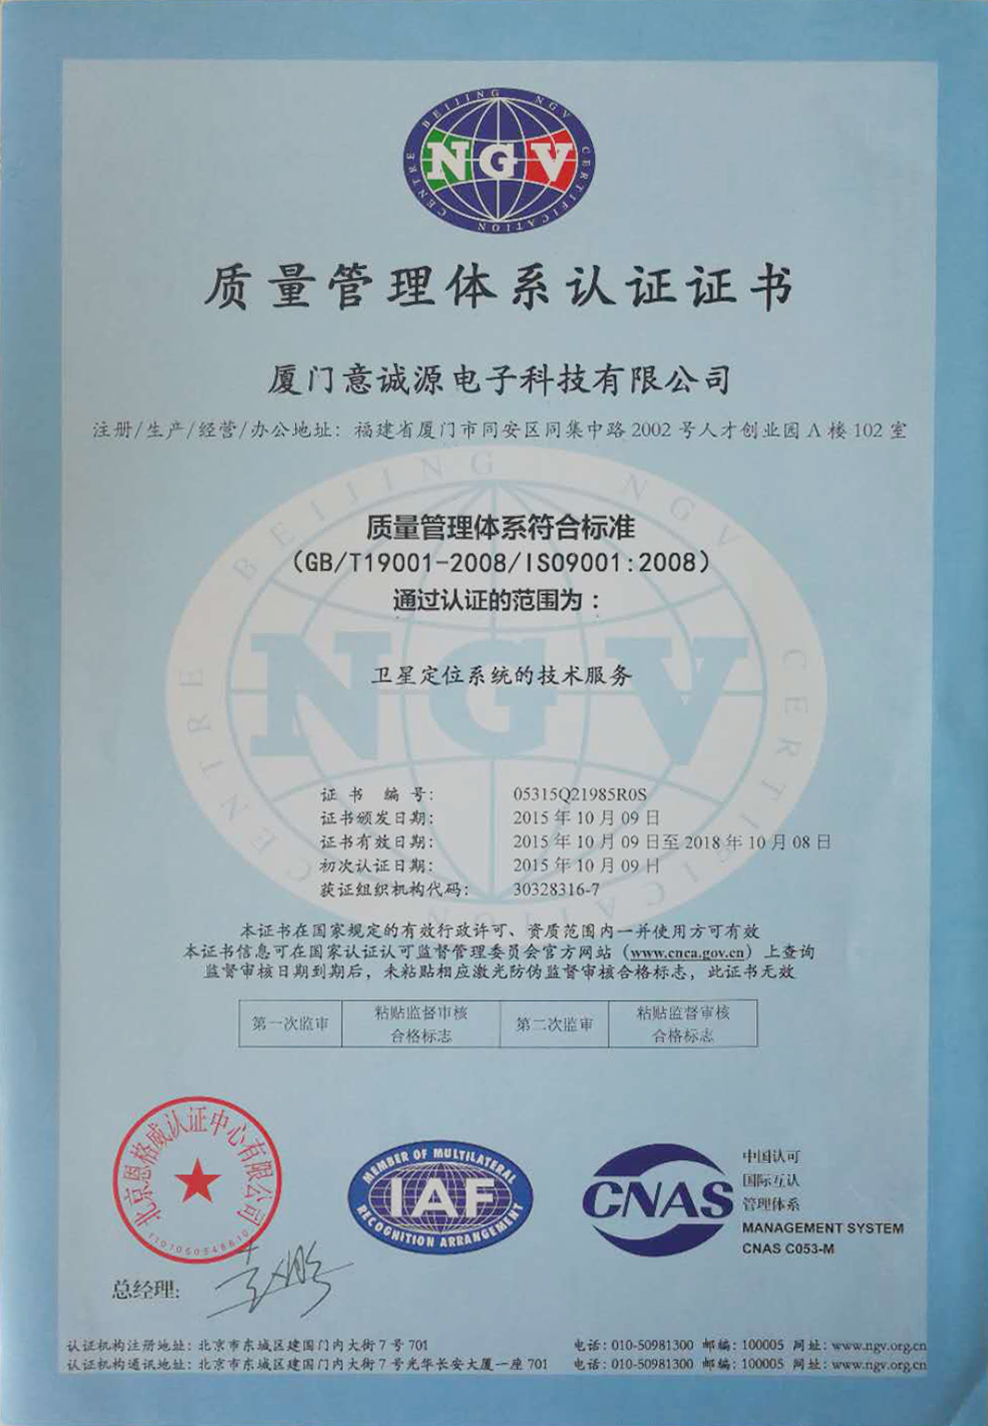 BEIJING NGV CERTIFICATION CENTRE
NGV
质量管理体系认证证书
厦门意诚源电子科技有限公司
注册/生产/经营/办公地址：福建省厦门市同安区同集中路2002号人才创业园A楼102室
BEIJING NGV CERTIFICATION CENTRE
NGV
质量管理体系符合标准
(GB/T19001-2008/ISO9001:2008)
通过认证的范围为：
卫星定位系统的技术服务
证书编号： 05315Q21985R0S
证书颁发日期： 2015年10月09日
证书有效日期： 2015年10月09日至2018年10月08日
初次认证日期： 2015年10月09日
获证组织机构代码： 30328316-7
本证书在国家规定的有效行政许可、资质范围内一并使用方可有效
本证书信息可在国家认证认可监督管理委员会官方网站（www.cnca.gov.cn）上查询
监督审核日期到期后，未粘贴相应激光防伪监督审核合格标志，此证书无效
第一次监审 粘贴监督审核合格标志 第二次监审 粘贴监督审核合格标志
北京恩格威认证中心有限公司
MEMBER OF MULTILATERAL
IAF
RECOGNITION ARRANGEMENT
CNAS
中国认可
国际互认
管理体系
MANAGEMENT SYSTEM
CNAS C053-M
总经理：
认证机构注册地址：北京市东城区建国门内大街7号701 电话：010-50981300 邮编：100005 网址：www.ngv.org.cn
认证机构通讯地址：北京市东城区建国门内大街7号光华长安大厦一座701 电话：010-50981300 邮编：100005 网址：www.ngv.org.cn